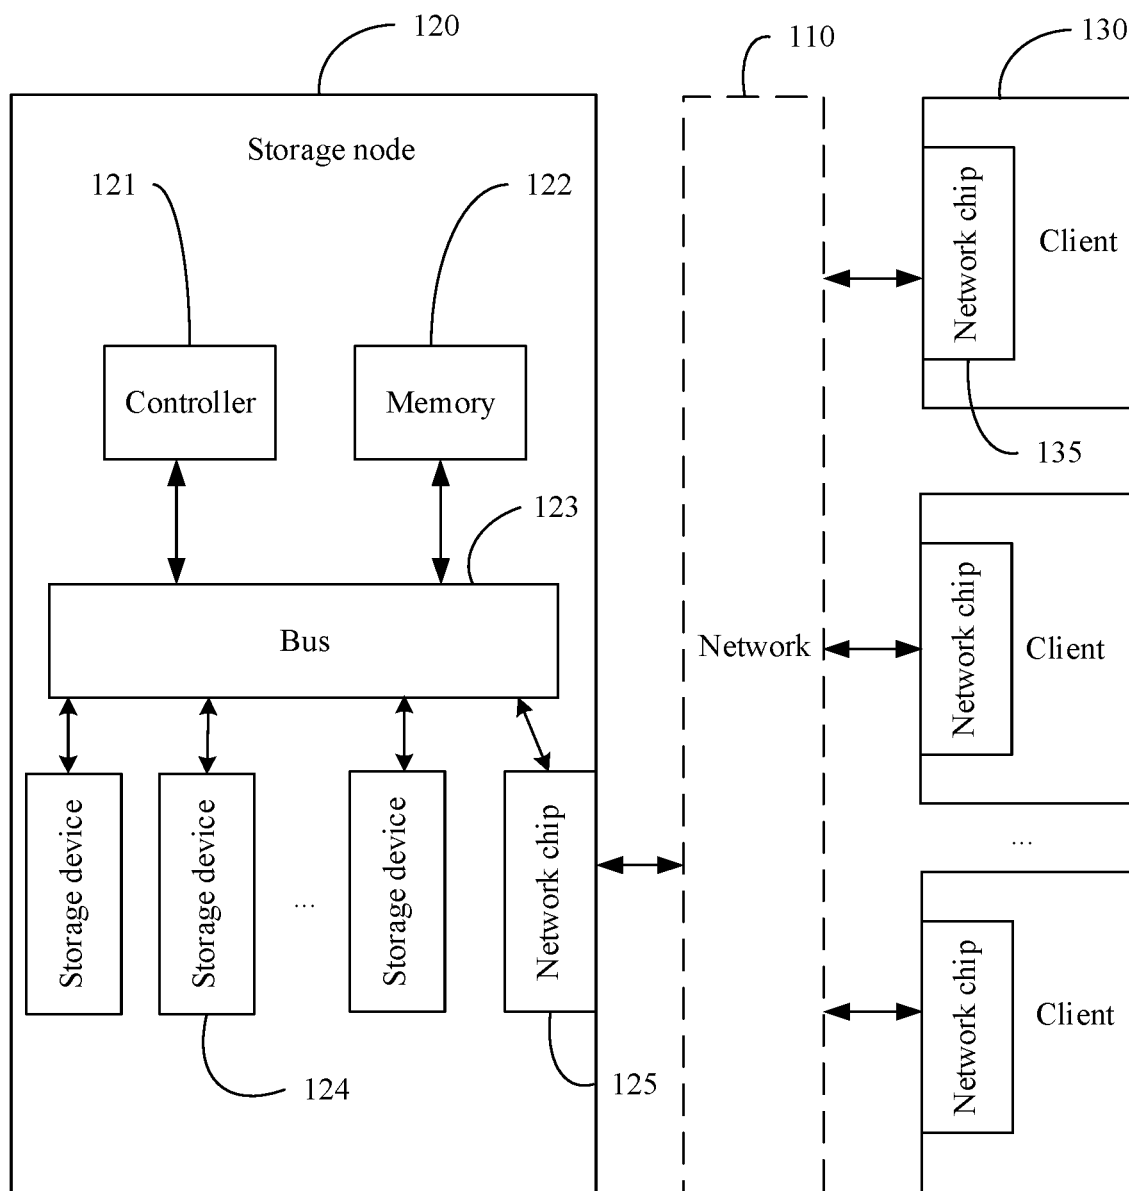 120
110
130
Storage node
121
122
Network chip
Client
Controller
Memory
135
123
Bus
Network
Network chip
Client
Storage device
Storage device
...
Storage device
Network chip
...
Network chip
Client
124
125